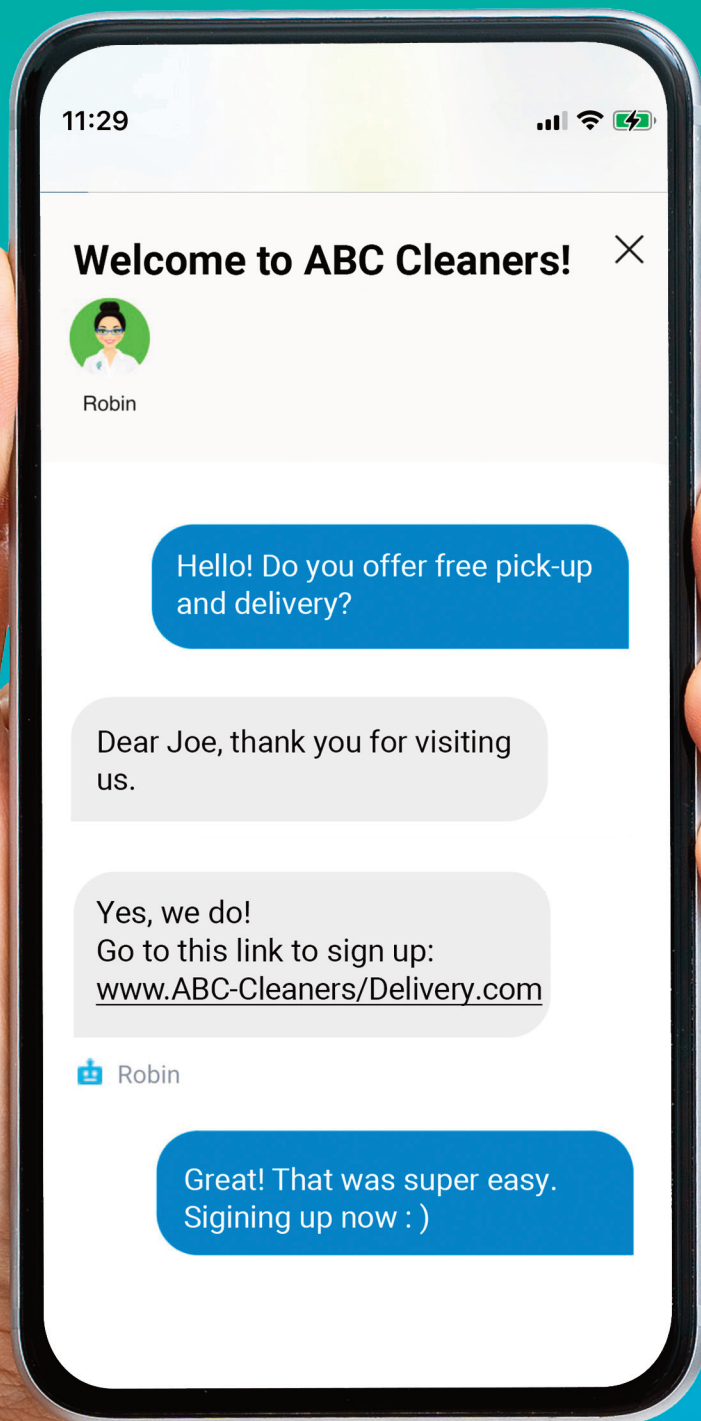 11:29
Welcome to ABC Cleaners!
Robin
Hello! Do you offer free pick-up
and delivery?
Dear Joe, thank you for visiting
us.
Yes, we do!
Go to this link to sign up:
www.ABC-Cleaners/Delivery.com
Robin
Great! That was super easy.
Sigining up now : )